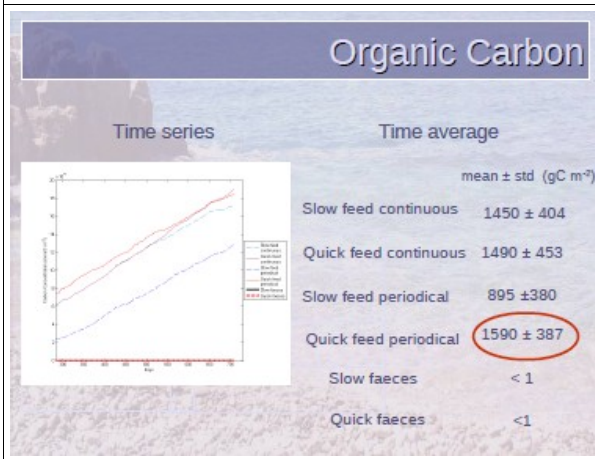 Organic Carbon
Time series
Time average
mean ± std (gC m⁻²)
Slow feed continuous 1450 ± 404
Quick feed continuous 1490 ± 453
Slow feed periodical 895 ±380
Quick feed periodical 1590 ± 387
Slow faeces < 1
Quick faeces <1